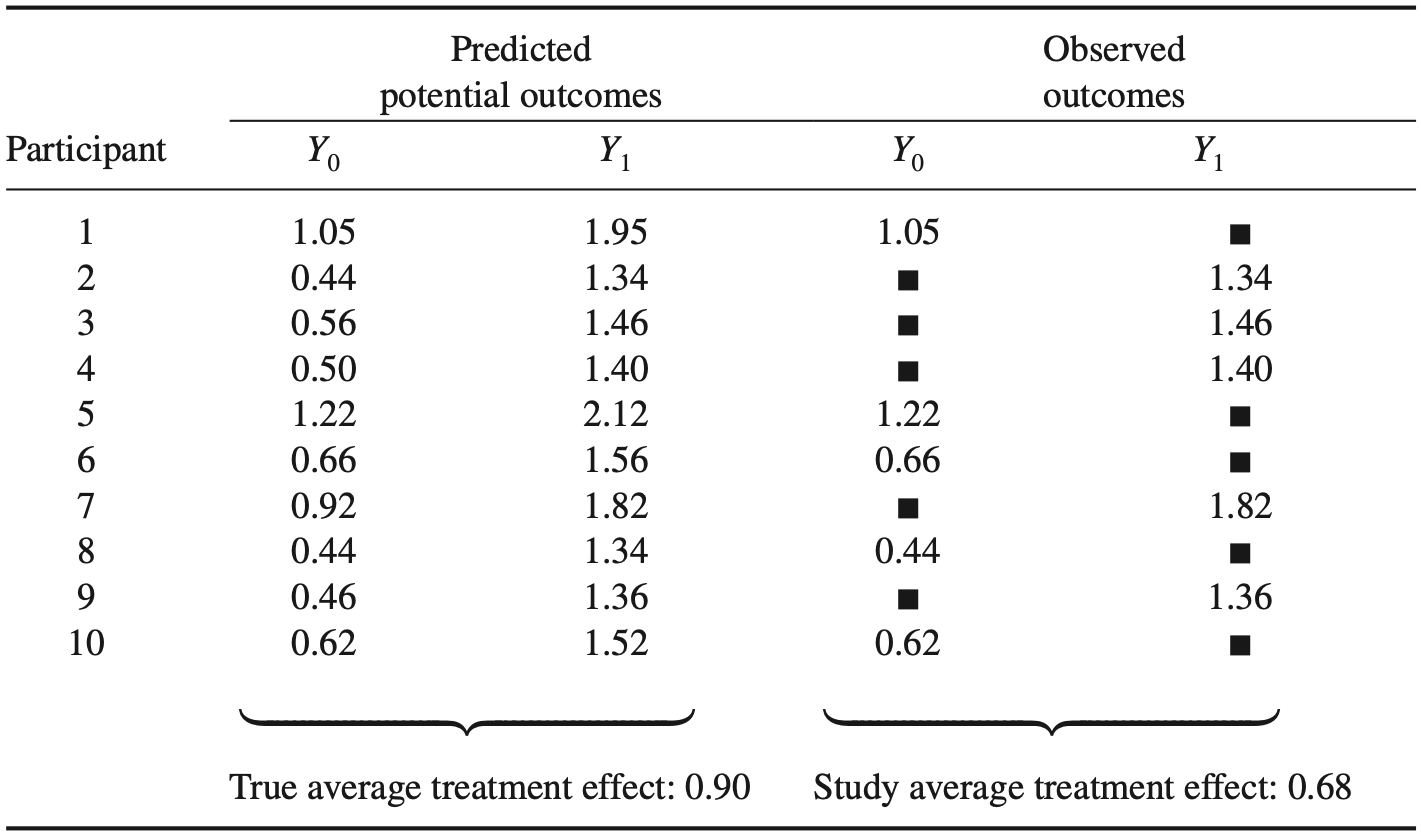 Predicted Observed
potential outcomes outcomes
Participant Y0 Y1 Y0 Y1
1 1.05 1.95 1.05 ■
2 0.44 1.34 ■ 1.34
3 0.56 1.46 ■ 1.46
4 0.50 1.40 ■ 1.40
5 1.22 2.12 1.22 ■
6 0.66 1.56 0.66 ■
7 0.92 1.82 ■ 1.82
8 0.44 1.34 0.44 ■
9 0.46 1.36 ■ 1.36
10 0.62 1.52 0.62 ■
True average treatment effect: 0.90 Study average treatment effect: 0.68